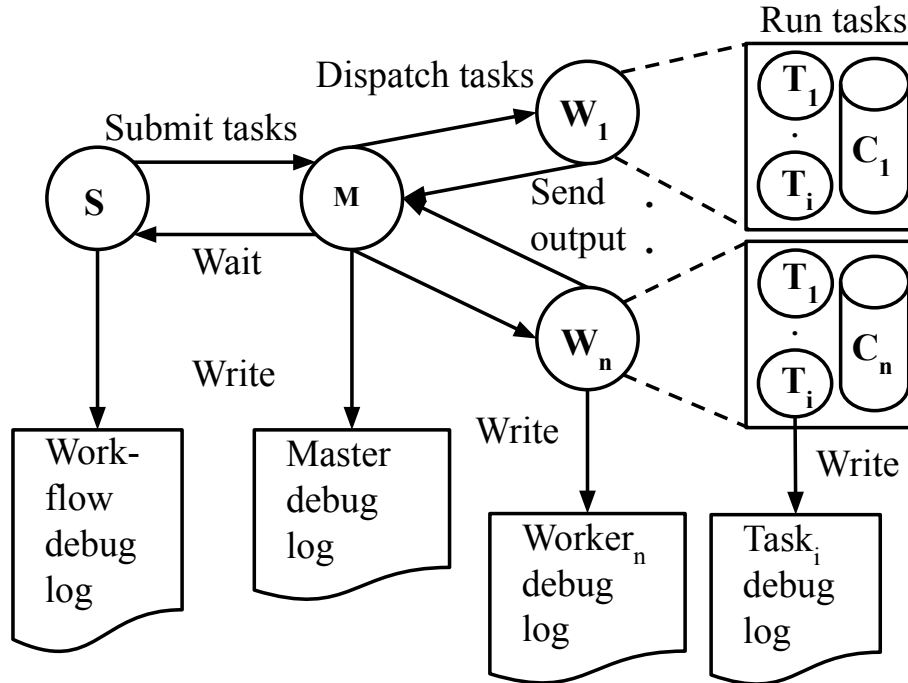 Run tasks
Dispatch tasks
Submit tasks
S
M
W1
T1
.
Ti
C1
Send
output
.
.
Wait
Wn
T1
.
Ti
Cn
Write
Write
Write
Work-
flow
debug
log
Master
debug
log
Workern
debug
log
Taski
debug
log